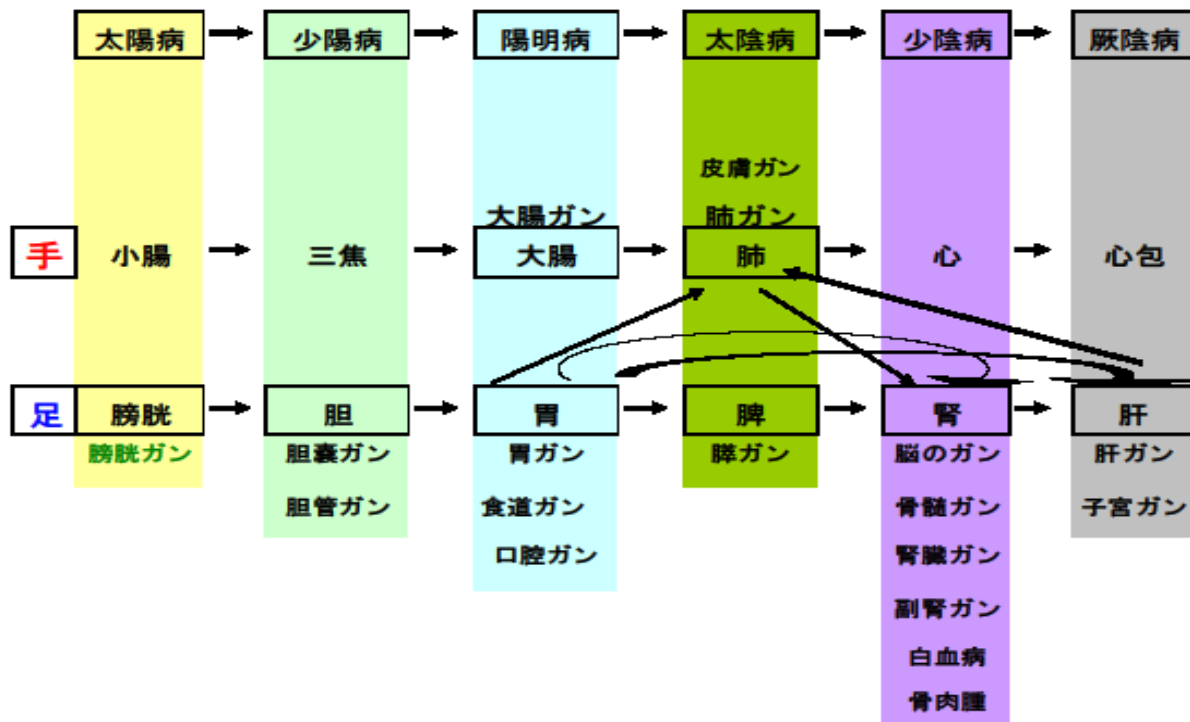 太陽病 少陽病 陽明病 太陰病 少陰病 厥陰病
皮膚ガン
大腸ガン 肺ガン
手 小腸 三焦 大腸 肺 心 心包
足 膀胱 胆 胃 脾 腎 肝
膀胱ガン 胆嚢ガン 胃ガン 膵ガン 脳のガン 肝ガン
胆管ガン 食道ガン 骨髄ガン 子宮ガン
口腔ガン 腎臓ガン
副腎ガン
白血病
骨肉腫